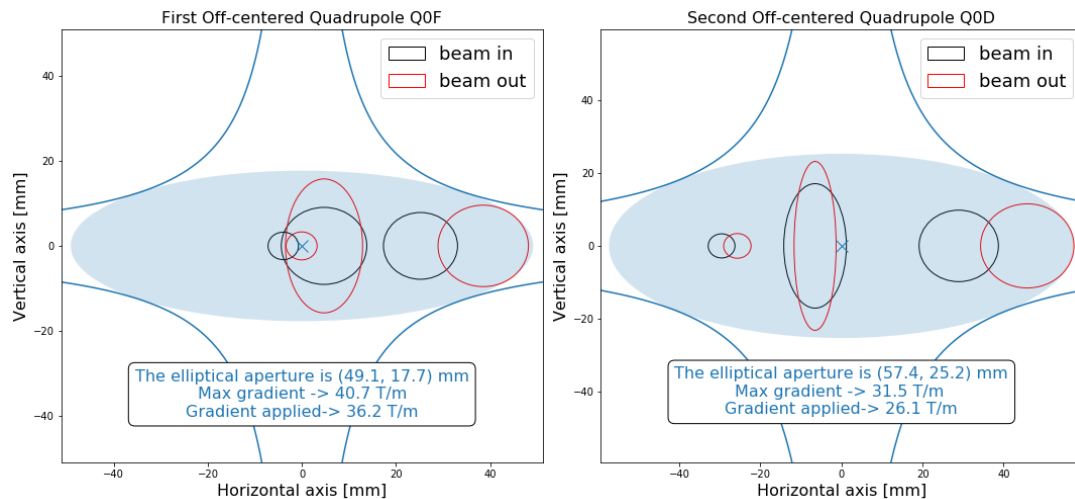 First Off-centered Quadrupole Q0F
beam in
beam out
Vertical axis [mm]
40
20
0
−20
−40
The elliptical aperture is (49.1, 17.7) mm
Max gradient -> 40.7 T/m
Gradient applied-> 36.2 T/m
−40
−20
0
20
40
Horizontal axis [mm]
Second Off-centered Quadrupole Q0D
beam in
beam out
Vertical axis [mm]
40
20
0
−20
−40
The elliptical aperture is (57.4, 25.2) mm
Max gradient -> 31.5 T/m
Gradient applied-> 26.1 T/m
−40
−20
0
20
40
Horizontal axis [mm]